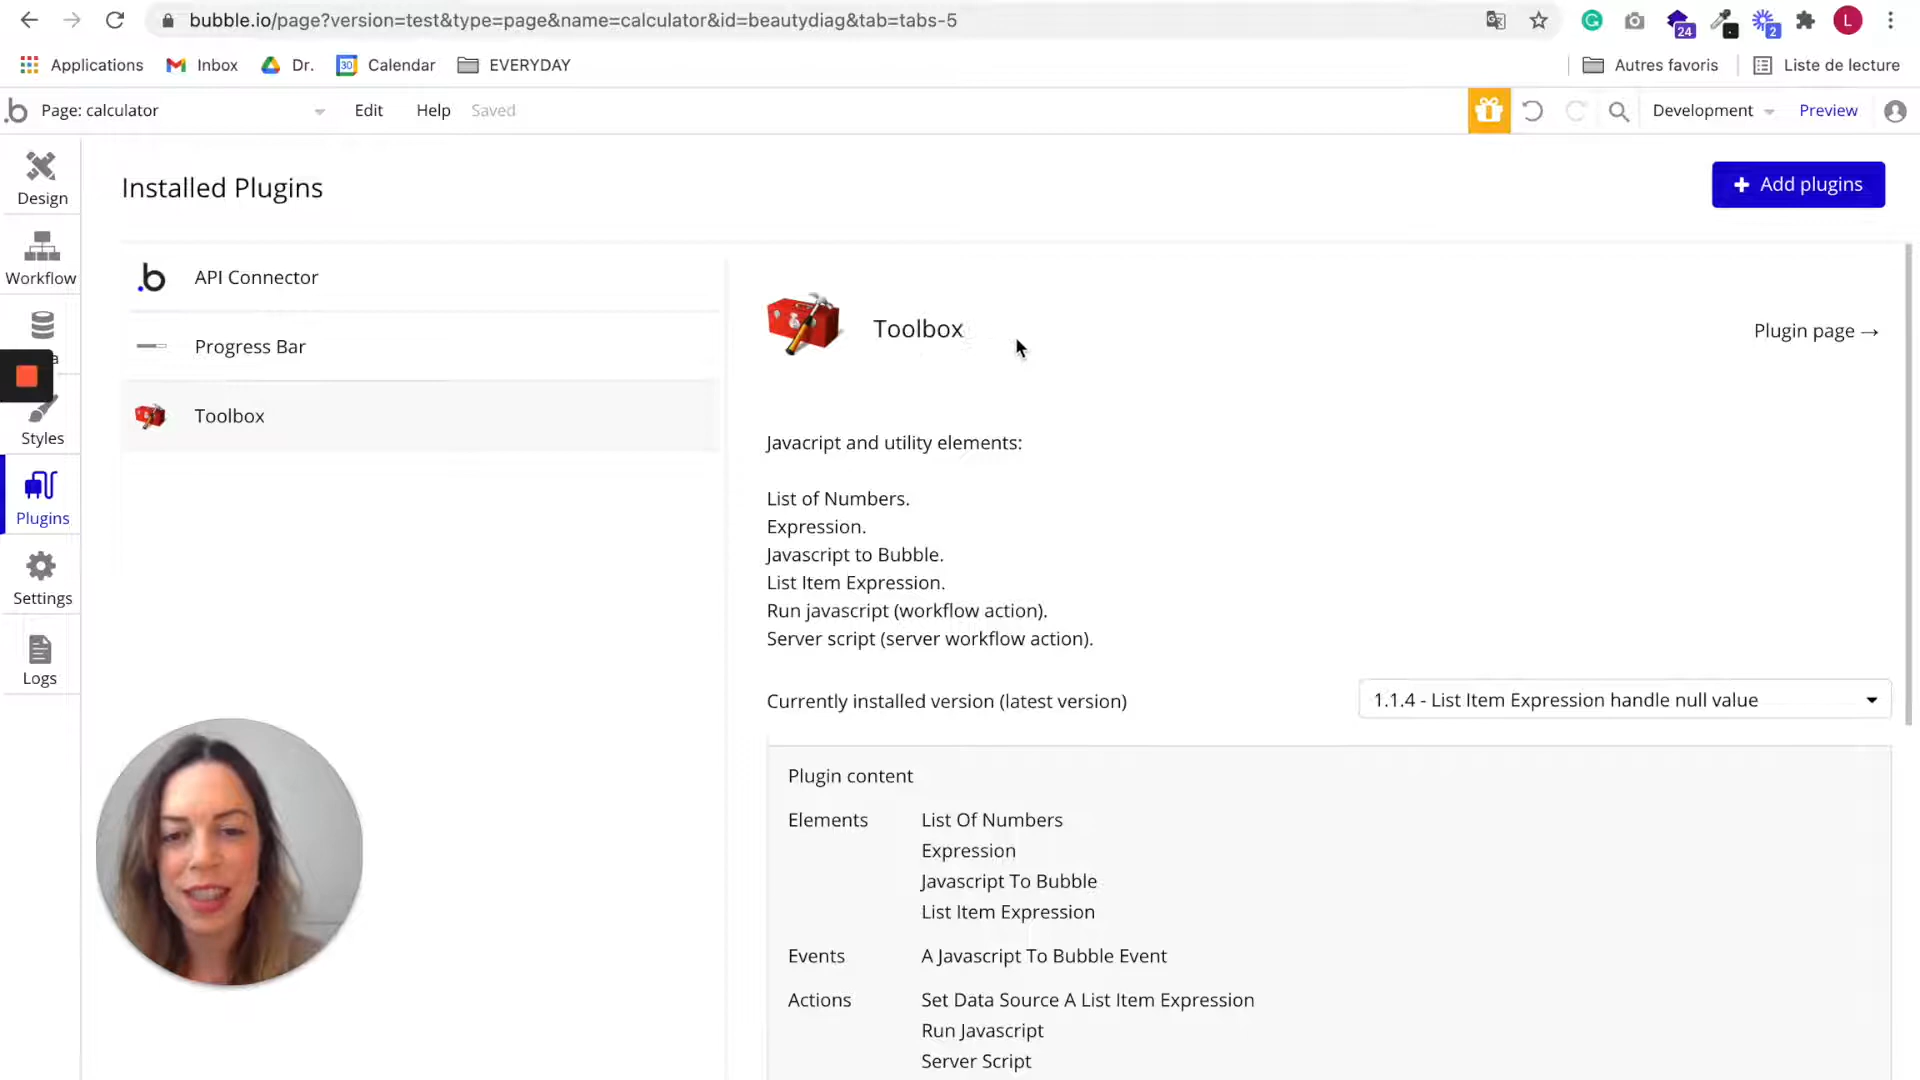 bubble.io/page?version=test&type=page&name=calculator&id=beautydiag&tab=tabs-5
24
2
L
Applications
Inbox
Dr.
30
Calendar
EVERYDAY
Autres favoris
Liste de lecture
.b
Page: calculator
Edit
Help
Saved
Development
Preview
Design
Workflow
a
Styles
Plugins
Settings
Logs
Installed Plugins
+ Add plugins
.b
API Connector
Progress Bar
Toolbox
Toolbox
Plugin page →
Javacript and utility elements:
List of Numbers.
Expression.
Javascript to Bubble.
List Item Expression.
Run javascript (workflow action).
Server script (server workflow action).
Currently installed version (latest version)
1.1.4 - List Item Expression handle null value
Plugin content
Elements
List Of Numbers
Expression
Javascript To Bubble
List Item Expression
Events
A Javascript To Bubble Event
Actions
Set Data Source A List Item Expression
Run Javascript
Server Script